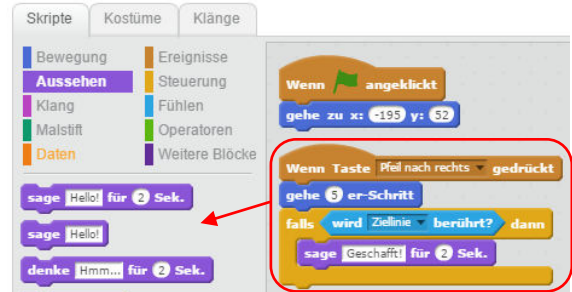 Skripte Kostüme Klänge
Bewegung Ereignisse
Aussehen Steuerung
Klang Fühlen
Malstift Operatoren
Daten Weitere Blöcke
sage Hello! für 2 Sek.
sage Hello!
denke Hmm... für 2 Sek.
Wenn angeklickt
gehe zu x: -195 y: 52
Wenn Taste Pfeil nach rechts gedrückt
gehe 5 er-Schritt
falls wird Ziellinie berührt? dann
sage Geschafft! für 2 Sek.